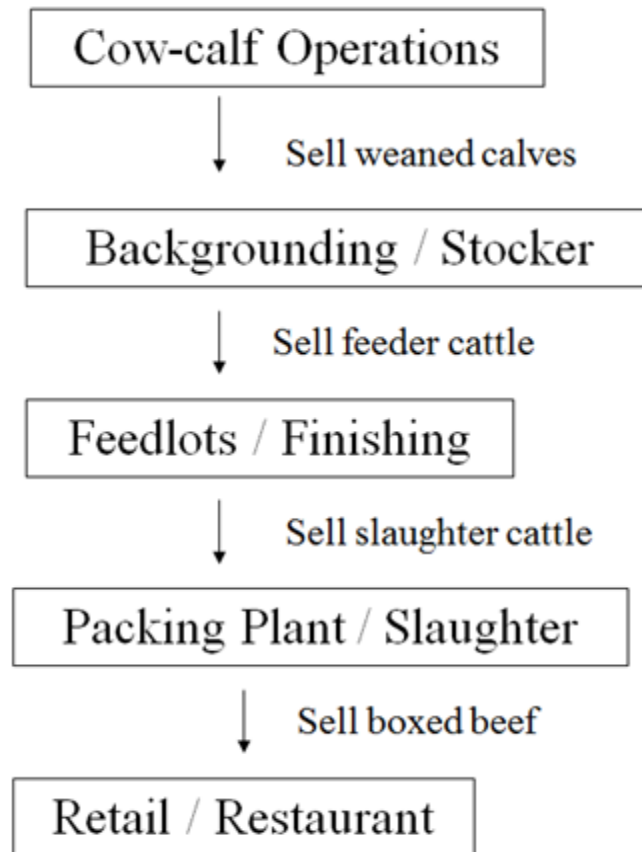 Cow-calf Operations
Sell weaned calves
Backgrounding / Stocker
Sell feeder cattle
Feedlots / Finishing
Sell slaughter cattle
Packing Plant / Slaughter
Sell boxed beef
Retail / Restaurant